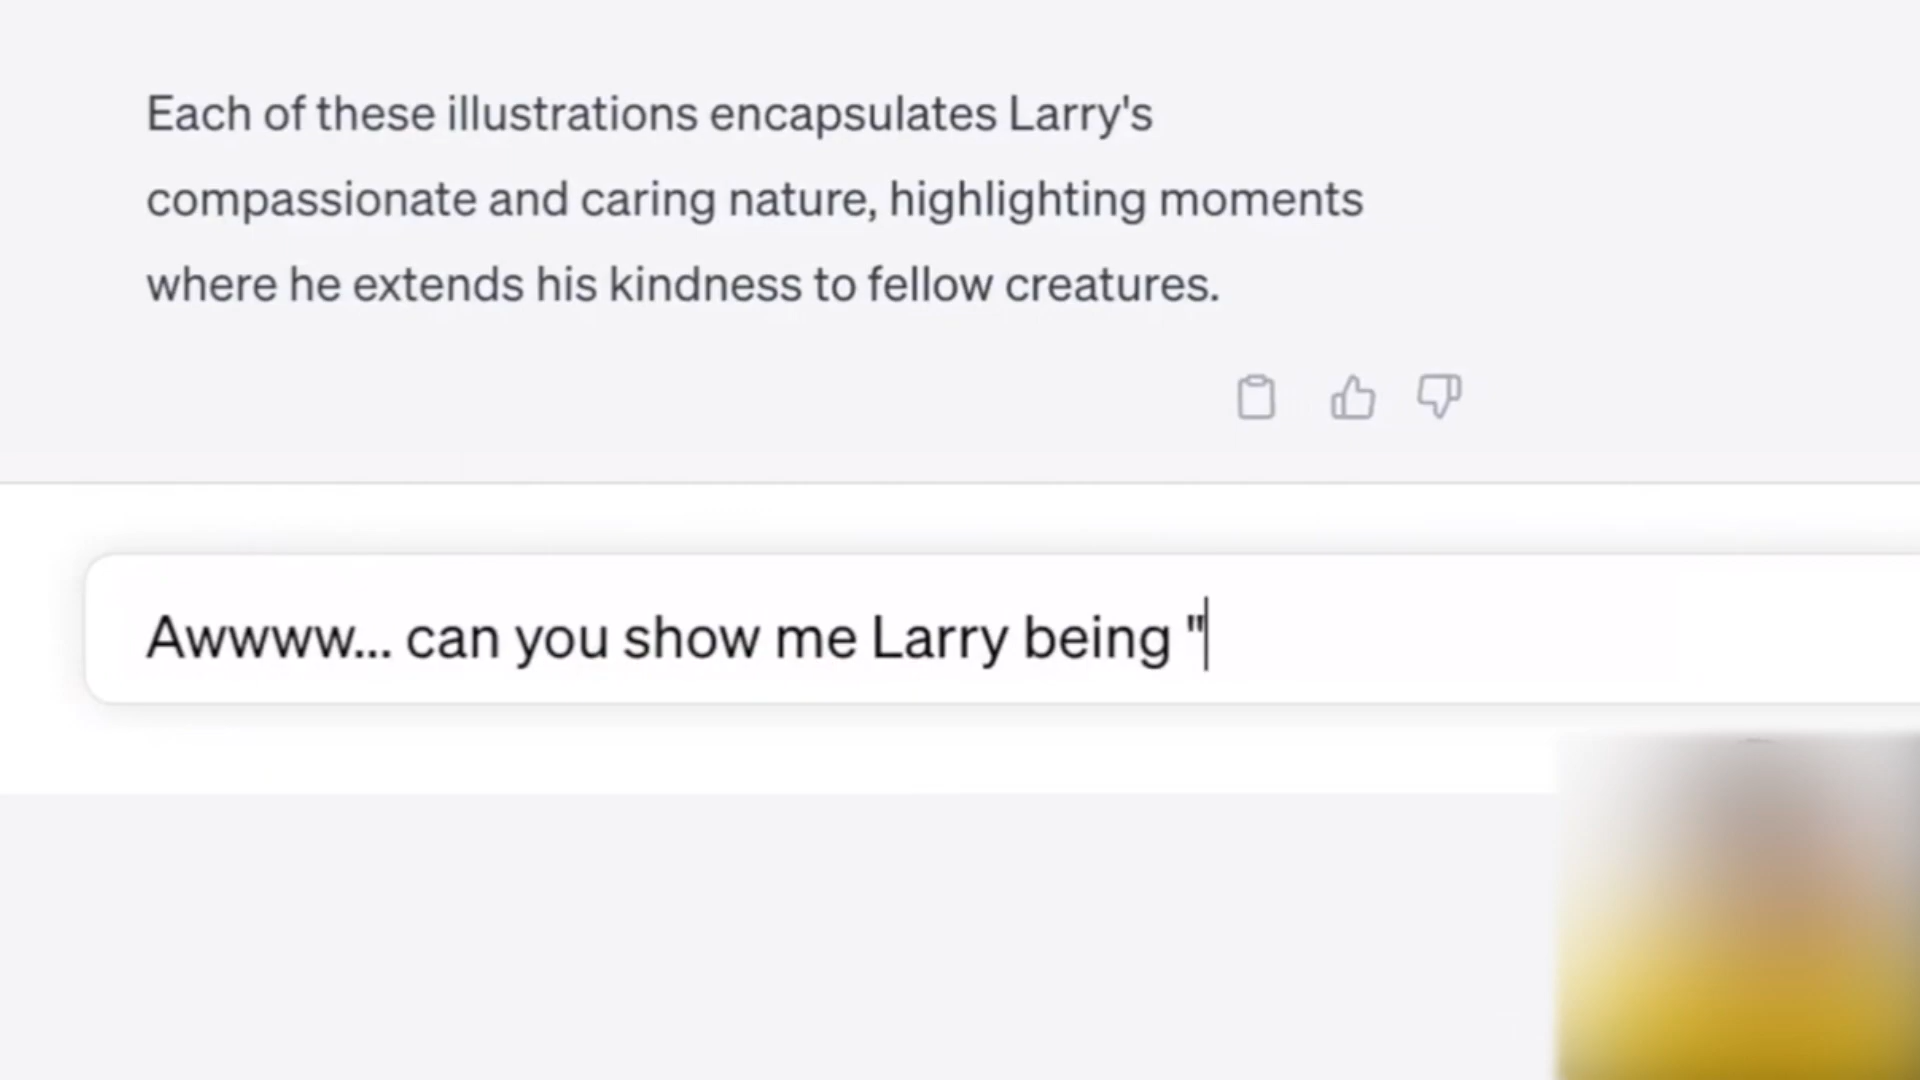 Each of these illustrations encapsulates Larry's
compassionate and caring nature, highlighting moments
where he extends his kindness to fellow creatures.
Awwww... can you show me Larry being "